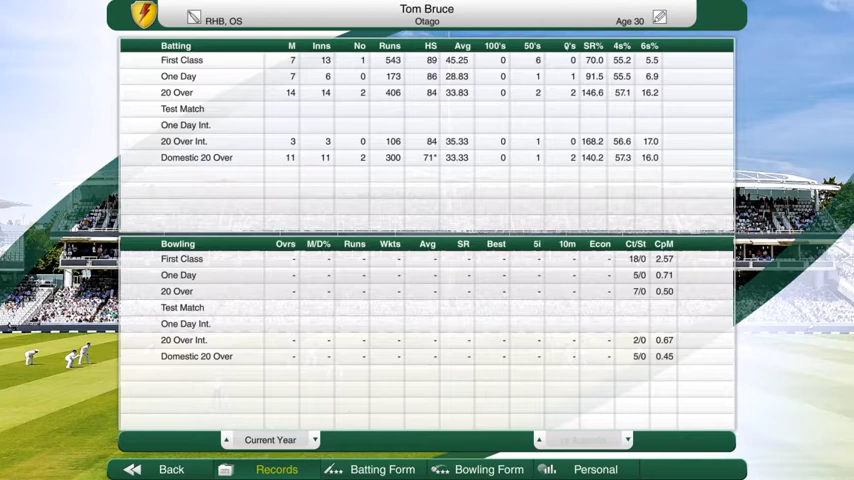 Tom Bruce
RHB, OS Otago Age 30
Batting M Inns No Runs HS Avg 100's 50's 0's SR% 4s% 6s%
First Class 7 13 1 543 89 45.25 0 6 0 70.0 55.2 5.5
One Day 7 6 0 173 86 28.83 0 1 1 91.5 55.5 6.9
20 Over 14 14 2 406 84 33.83 0 2 2 146.6 57.1 16.2
Test Match
One Day Int.
20 Over Int. 3 3 0 106 84 35.33 0 1 0 168.2 56.6 17.0
Domestic 20 Over 11 11 2 300 71* 33.33 0 1 2 140.2 57.3 16.0
Bowling Ovrs M/D% Runs Wkts Avg SR Best 5i 10m Econ Ct/St CpM
First Class - - - - - - - - - - 18/0 2.57
One Day - - - - - - - - - - 5/0 0.71
20 Over - - - - - - - - - - 7/0 0.50
Test Match
One Day Int.
20 Over Int. - - - - - - - - - - 2/0 0.67
Domestic 20 Over - - - - - - - - - - 5/0 0.45
Current Year
Back Records Batting Form Bowling Form Personal